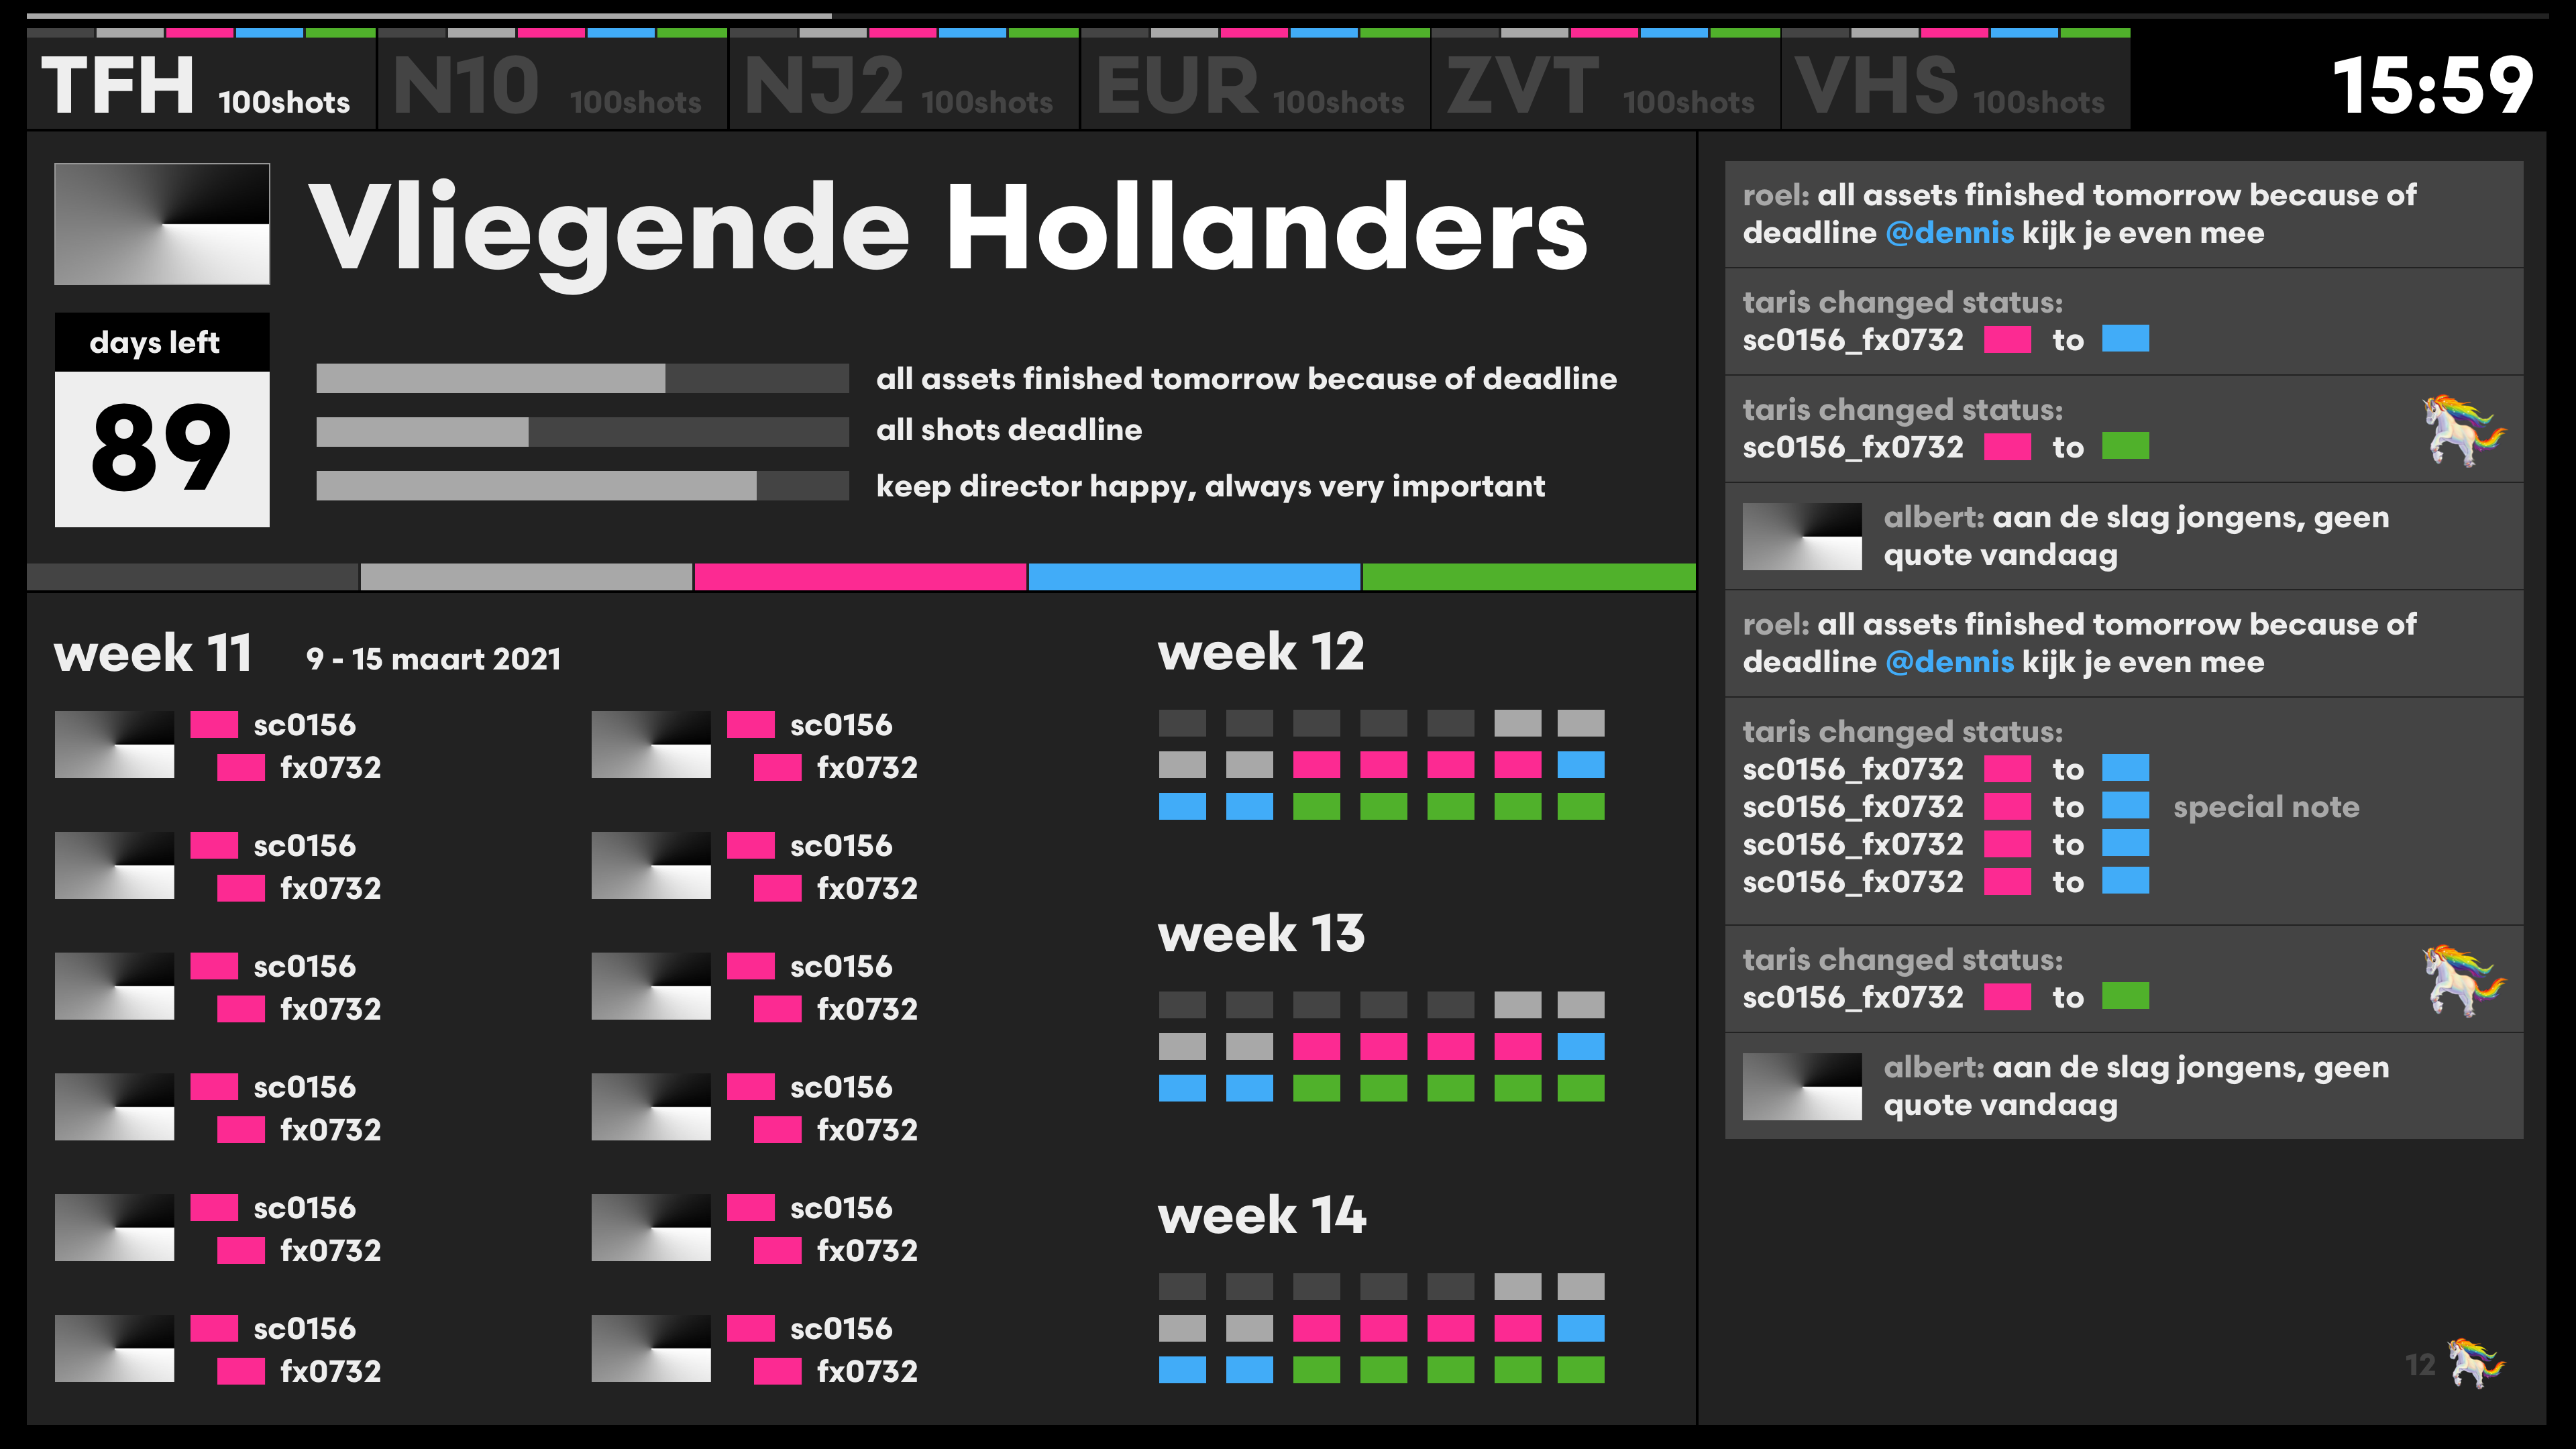 TFH 100shots
N10 100shots
NJ2 100shots
EUR 100shots
ZVT 100shots
VHS 100shots
15:59
Vliegende Hollanders
days left
89
all assets finished tomorrow because of deadline
all shots deadline
keep director happy, always very important
week 11 9 - 15 maart 2021
sc0156
fx0732
sc0156
fx0732
sc0156
fx0732
sc0156
fx0732
sc0156
fx0732
sc0156
fx0732
sc0156
fx0732
sc0156
fx0732
sc0156
fx0732
sc0156
fx0732
sc0156
fx0732
sc0156
fx0732
week 12
week 13
week 14
roel: all assets finished tomorrow because of
deadline @dennis kijk je even mee
taris changed status:
sc0156_fx0732 to
taris changed status:
sc0156_fx0732 to
albert: aan de slag jongens, geen
quote vandaag
roel: all assets finished tomorrow because of
deadline @dennis kijk je even mee
taris changed status:
sc0156_fx0732 to
sc0156_fx0732 to special note
sc0156_fx0732 to
sc0156_fx0732 to
taris changed status:
sc0156_fx0732 to
albert: aan de slag jongens, geen
quote vandaag
12